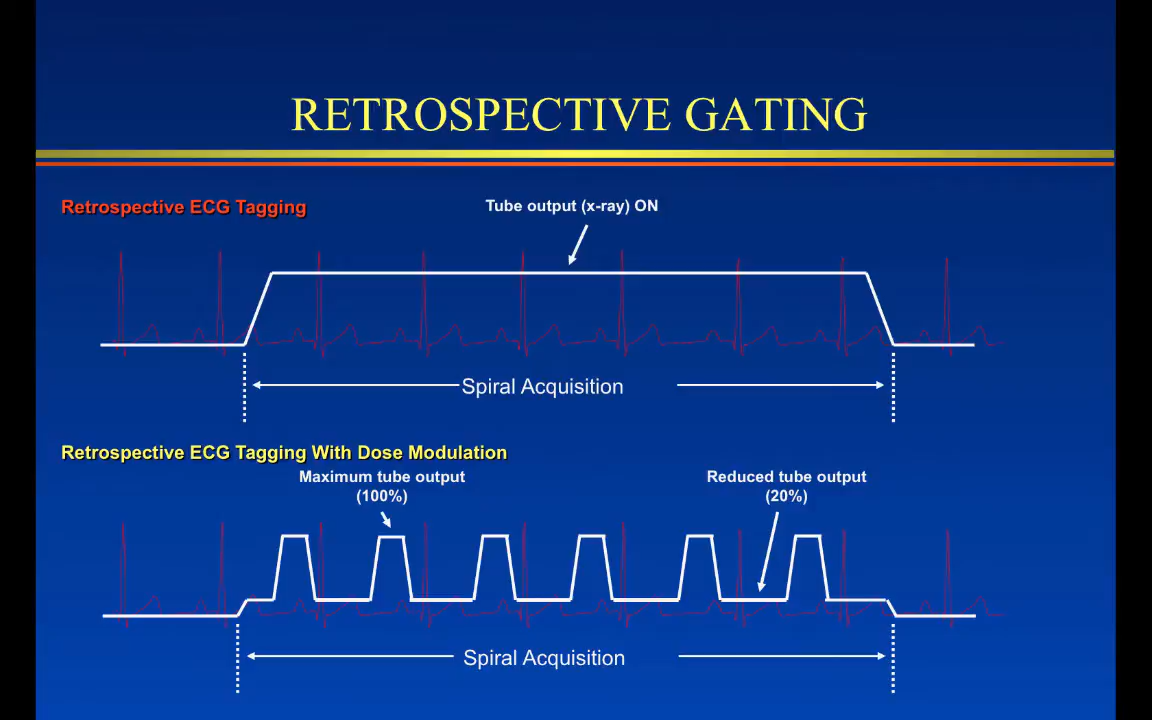 RETROSPECTIVE GATING
Retrospective ECG Tagging
Tube output (x-ray) ON
Spiral Acquisition
Retrospective ECG Tagging With Dose Modulation
Maximum tube output
(100%)
Reduced tube output
(20%)
Spiral Acquisition